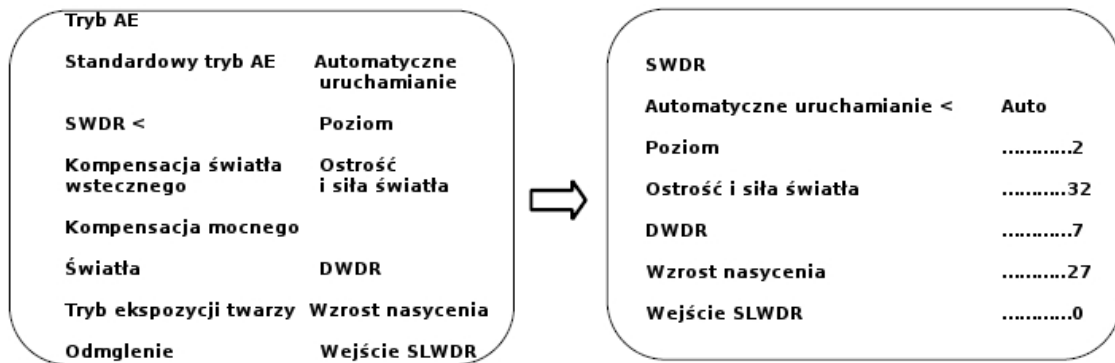 Tryb AE
Standardowy tryb AE Automatyczne
uruchamianie
SWDR < Poziom
Kompensacja światła Ostrość
wstecznego i siła światła
Kompensacja mocnego
Światła DWDR
Tryb ekspozycji twarzy Wzrost nasycenia
Odmglenie Wejście SLWDR
SWDR
Automatyczne uruchamianie < Auto
Poziom ............2
Ostrość i siła światła ............32
DWDR ............7
Wzrost nasycenia ............27
Wejście SLWDR ............0